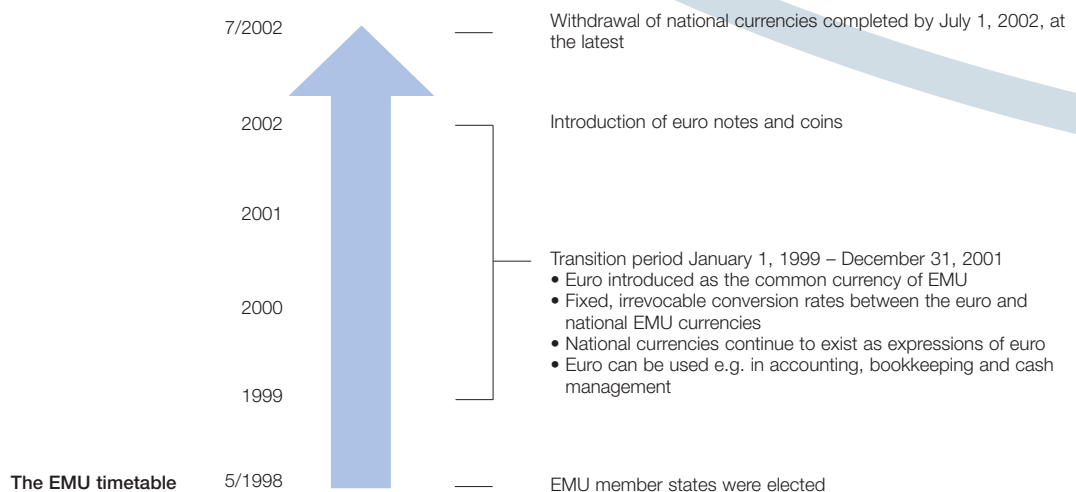 7/2002
Withdrawal of national currencies completed by July 1, 2002, at
the latest
2002
Introduction of euro notes and coins
2001
Transition period January 1, 1999 – December 31, 2001
• Euro introduced as the common currency of EMU
2000
• Fixed, irrevocable conversion rates between the euro and
national EMU currencies
• National currencies continue to exist as expressions of euro
• Euro can be used e.g. in accounting, bookkeeping and cash
management
1999
The EMU timetable
5/1998
EMU member states were elected